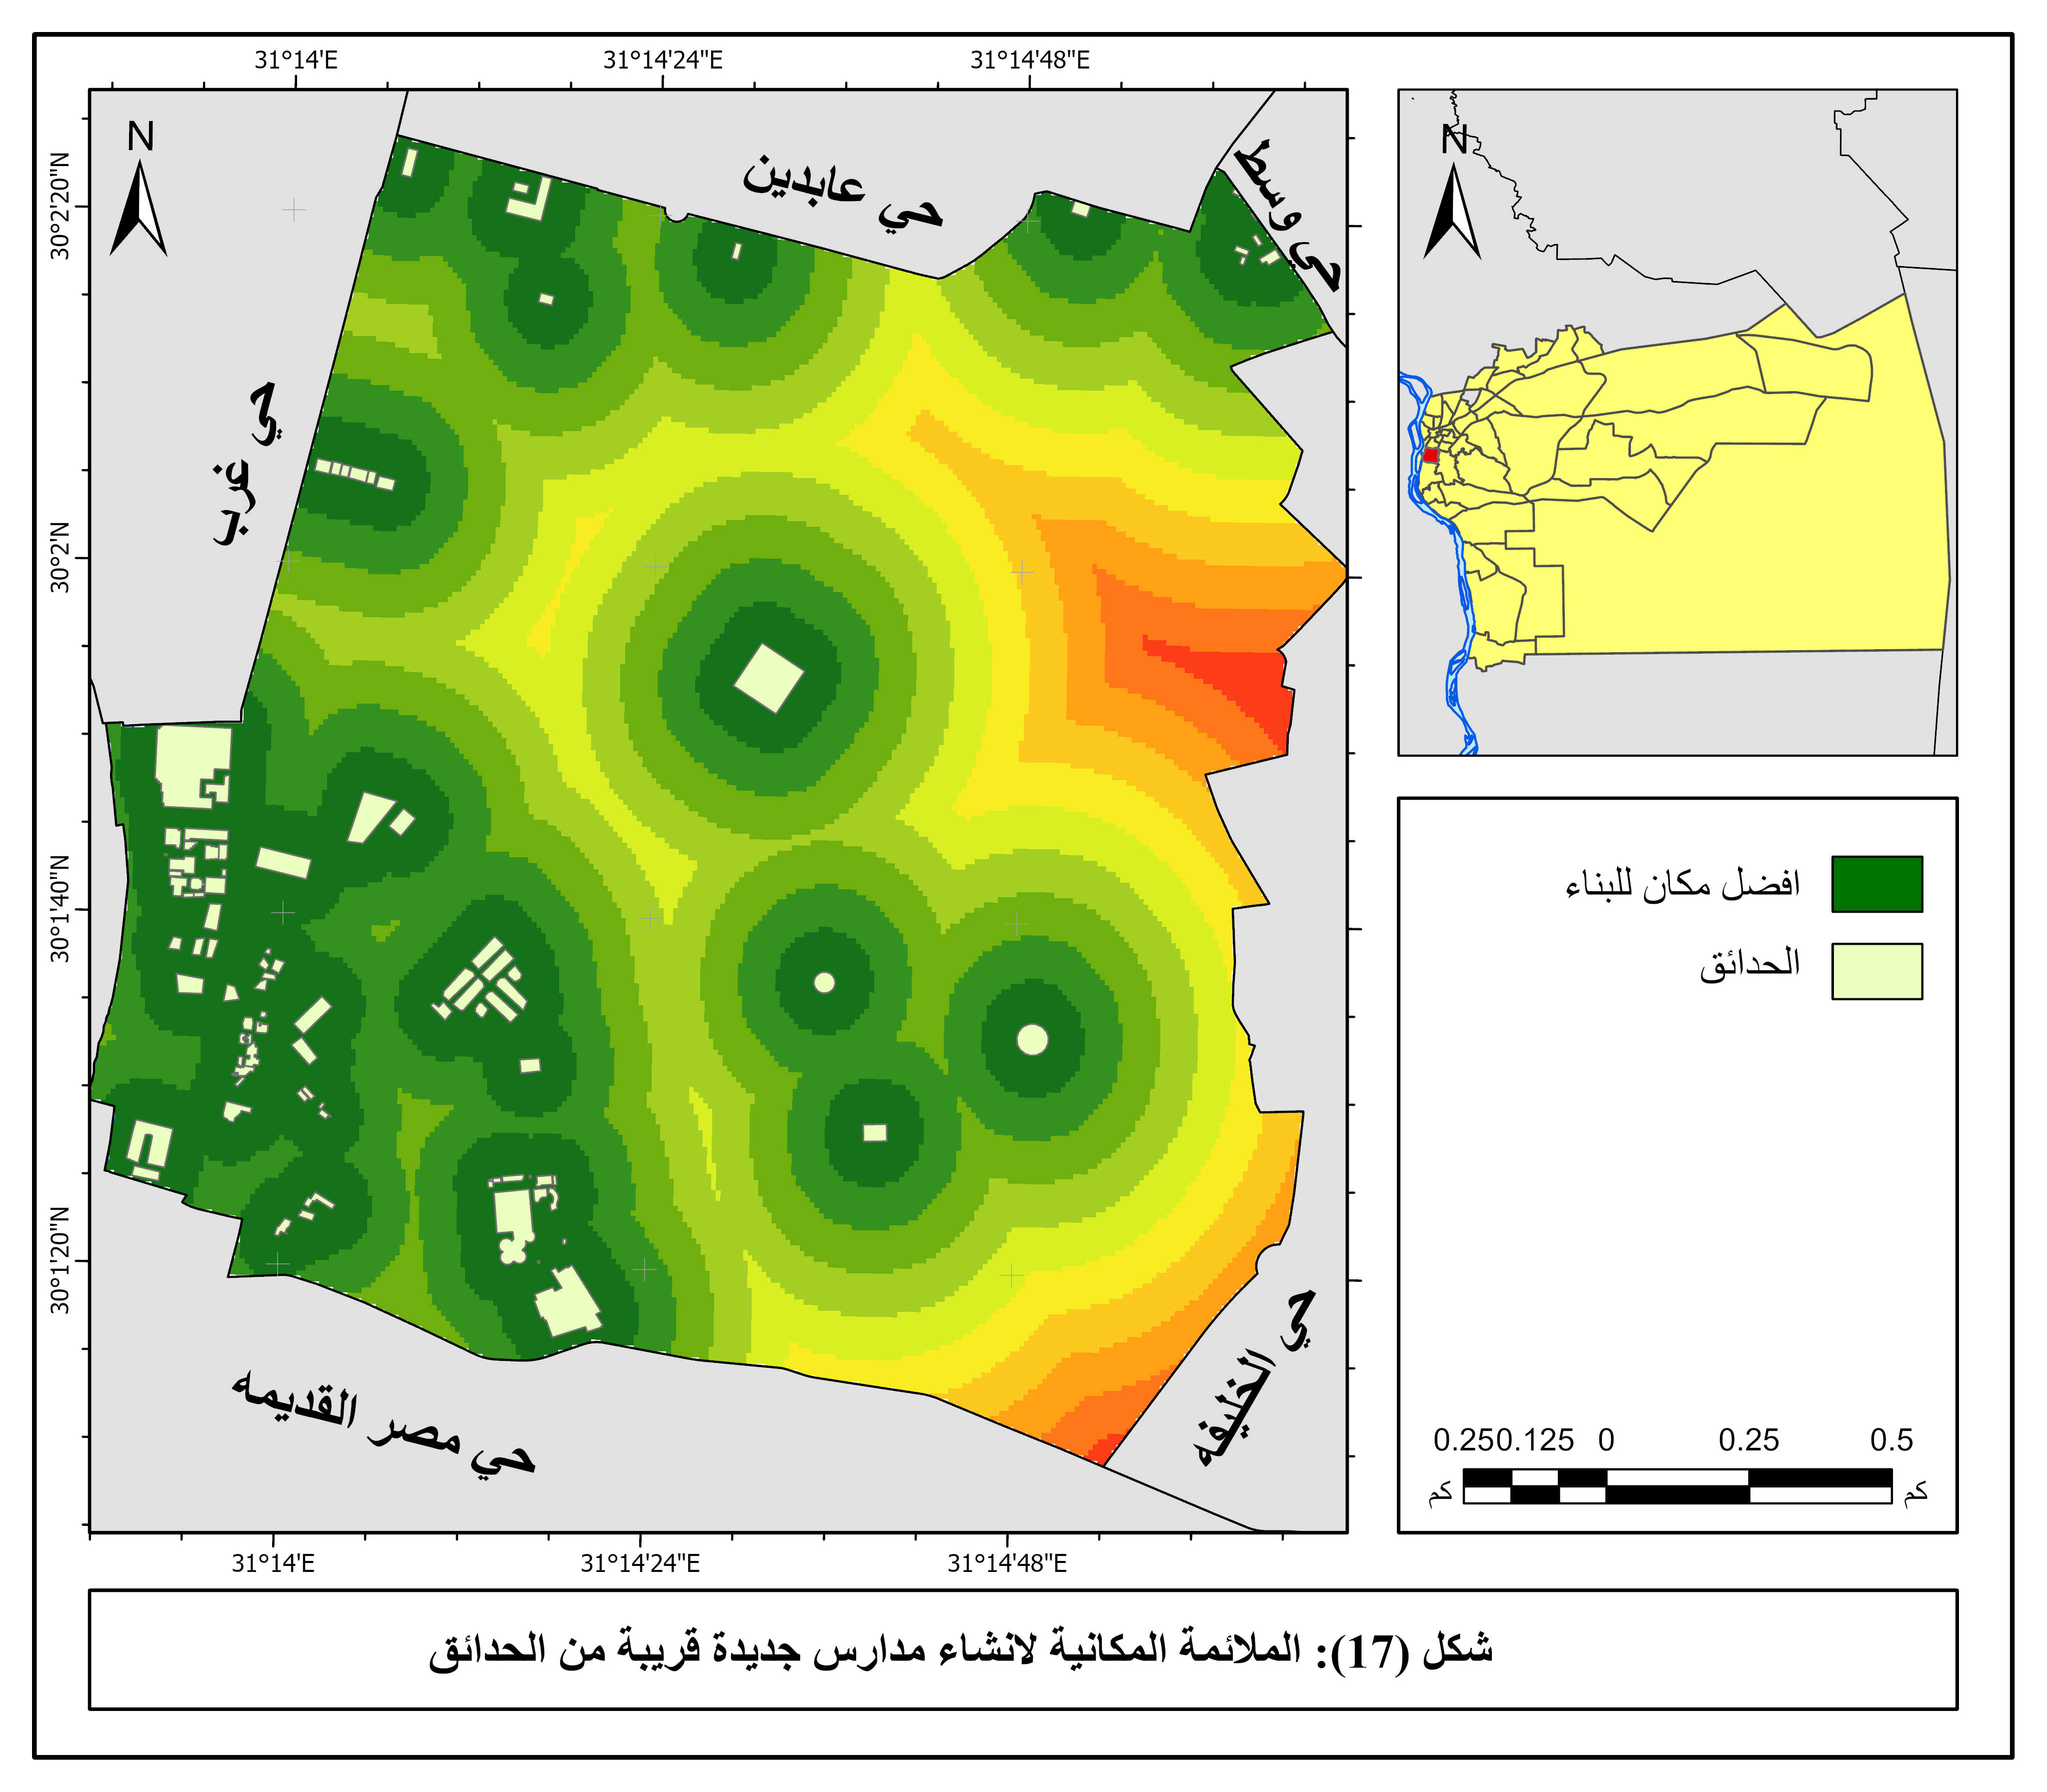 31°14'E
31°14'24"E
31°14'48"E
30°2'20"N
30°2'N
30°1'40"N
30°1'20"N
31°14'E
31°14'24"E
31°14'48"E
N
N
حي عابدين
حي وسط
حي غرب
حي الخليفه
حي مصر القديمه
افضل مكان للبناء
الحدائق
0.25 0.125 0 0.25 0.5
كم كم
شكل (17): الملائمة المكانية لانشاء مدارس جديدة قريبة من الحدائق